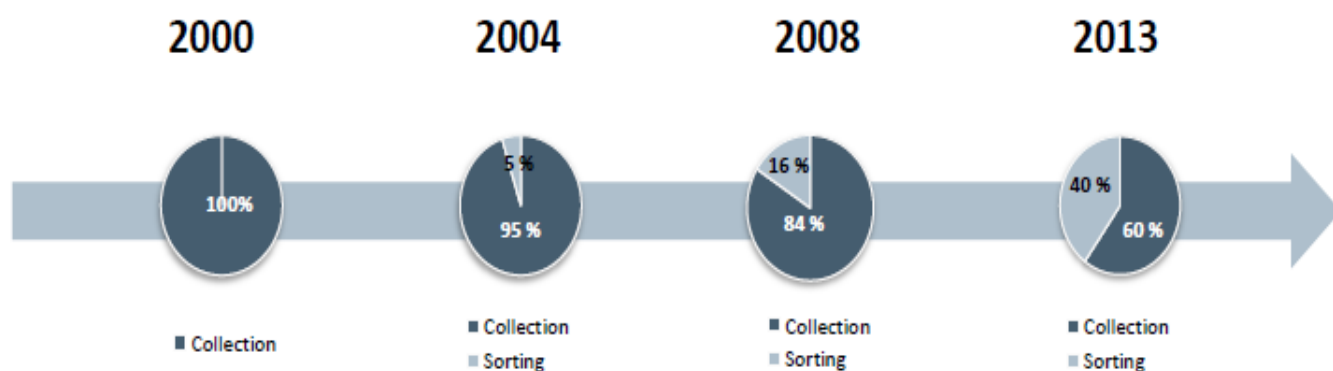 2000 2004 2008 2013
5 %
16 %
40 %
100%
95 %
84 %
60 %
Collection
Collection
Sorting
Collection
Sorting
Collection
Sorting